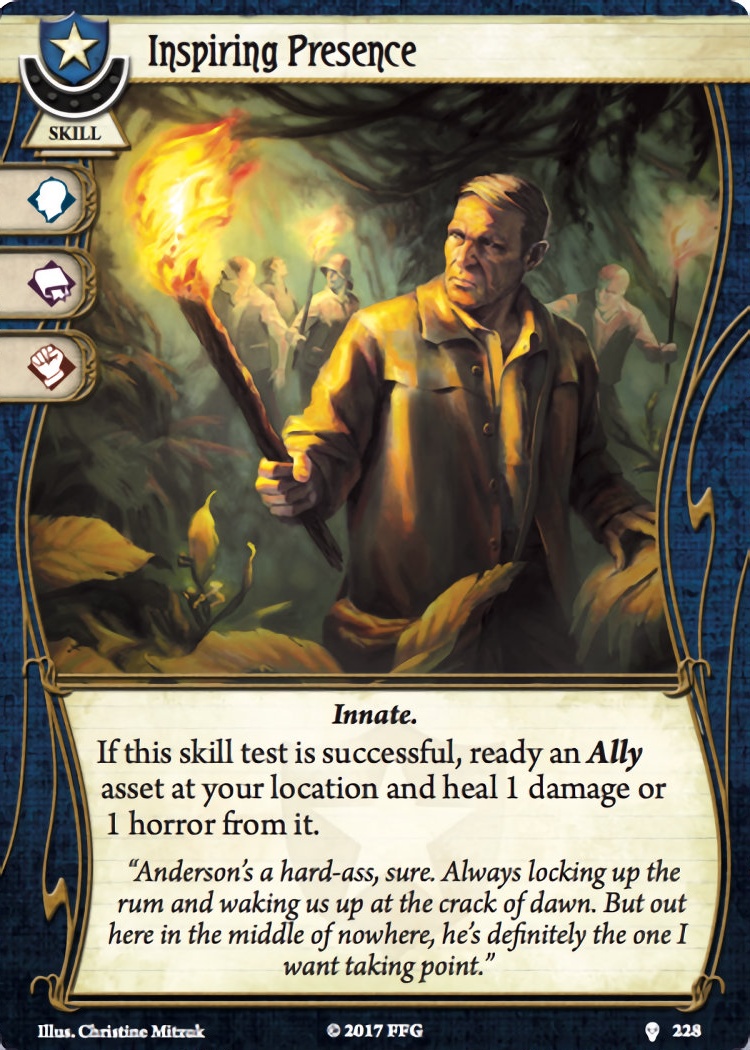 Inspiring Presence
SKILL
Innate.
If this skill test is successful, ready an Ally
asset at your location and heal 1 damage or
1 horror from it.
“Anderson’s a hard-ass, sure. Always locking up the
rum and waking us up at the crack of dawn. But out
here in the middle of nowhere, he’s definitely the one I
want taking point.”
Illus. Christine Mitzuk
© 2017 FFG
228